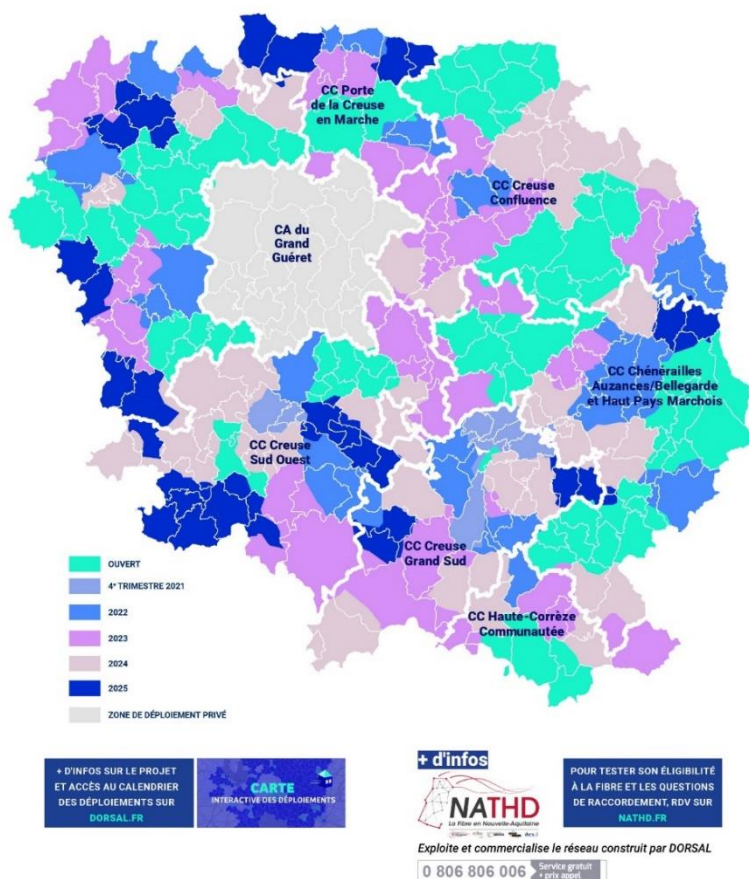 CC Porte
de la Creuse
en Marche
CC Creuse
Confluence
CA du
Grand
Guéret
CC Chénérailles
Auzances/Bellegarde
et Haut Pays Marchois
CC Creuse
Sud Ouest
CC Creuse
Grand Sud
CC Haute-Corrèze
Communautée
OUVERT
4e TRIMESTRE 2021
2022
2023
2024
2025
ZONE DE DÉPLOIEMENT PRIVÉ
+ D'INFOS SUR LE PROJET
ET ACCÈS AU CALENDRIER
DES DÉPLOIEMENTS SUR
DORSAL.FR
CARTE
INTERACTIVE DES DÉPLOIEMENTS
+ d'infos
NATHD
La Fibre en Nouvelle-Aquitaine
Exploite et commercialise le réseau construit par DORSAL
0 806 806 006 Service gratuit
+ prix appel
POUR TESTER SON ÉLIGIBILITÉ
À LA FIBRE ET LES QUESTIONS
DE RACCORDEMENT, RDV SUR
NATHD.FR